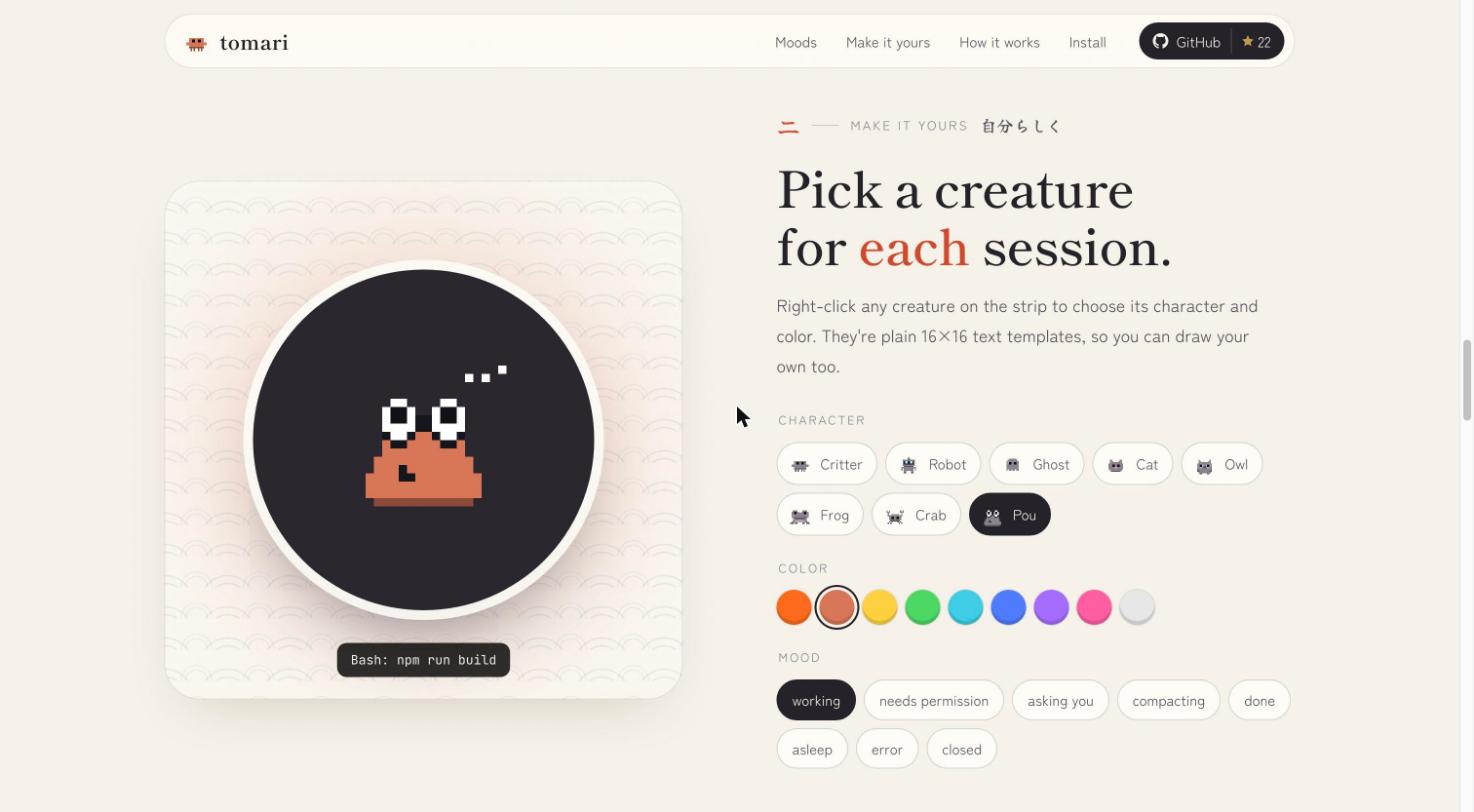 tomari
Moods Make it yours How it works Install GitHub 22
二 MAKE IT YOURS 自分らしく
Pick a creature
for each session.
Right-click any creature on the strip to choose its character and
color. They're plain 16×16 text templates, so you can draw your
own too.
CHARACTER
Critter Robot Ghost Cat Owl
Frog Crab Pou
COLOR
MOOD
working needs permission asking you compacting done
asleep error closed
Bash: npm run build